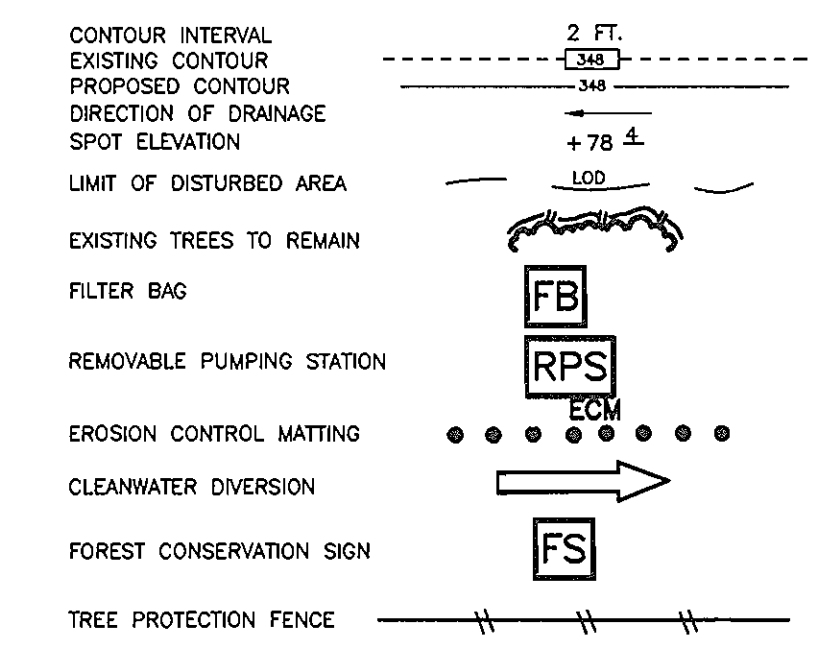 CONTOUR INTERVAL 2 FT.
EXISTING CONTOUR 348
PROPOSED CONTOUR 348
DIRECTION OF DRAINAGE
SPOT ELEVATION +78 4
LIMIT OF DISTURBED AREA LOD
EXISTING TREES TO REMAIN
FILTER BAG FB
REMOVABLE PUMPING STATION RPS
ECM
EROSION CONTROL MATTING
CLEANWATER DIVERSION
FOREST CONSERVATION SIGN FS
TREE PROTECTION FENCE